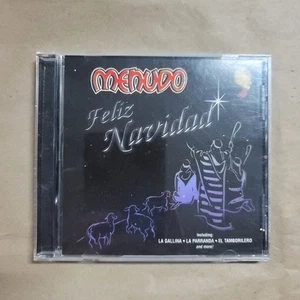 MENUDO
Feliz
Navidad
Including:
LA GALLINA • LA PARRANDA • EL TAMBORILERO
and more!